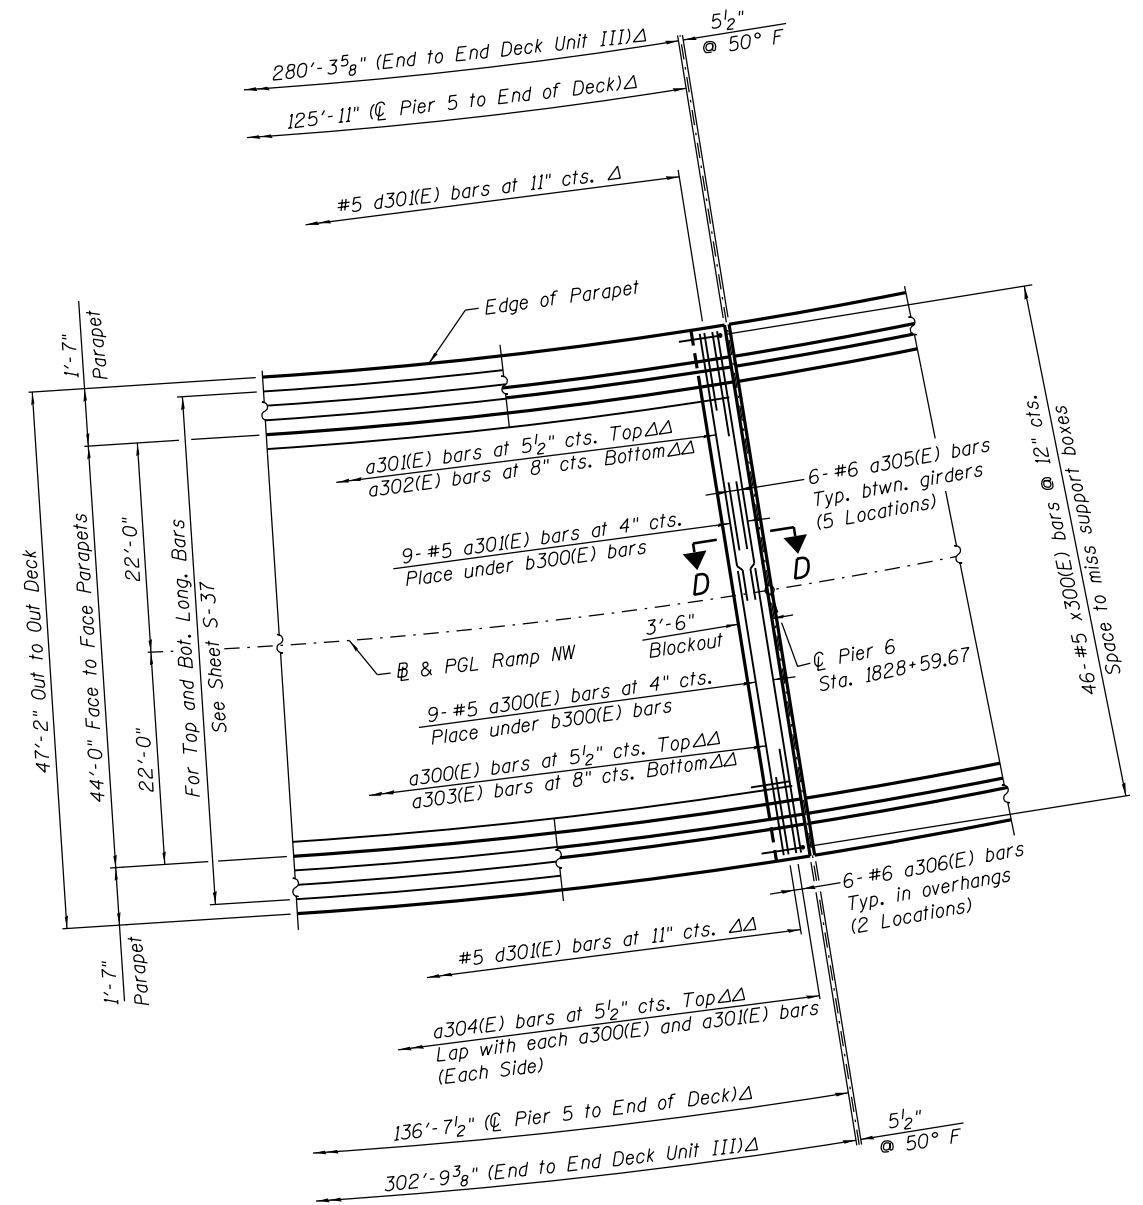 5½"
@ 50° F
280'-3⅝" (End to End Deck Unit III)Δ
125'-11" (℄ Pier 5 to End of Deck)Δ
#5 d301(E) bars at 11" cts. Δ
Edge of Parapet
1'-7"
Parapet
a301(E) bars at 5½" cts. TopΔΔ
a302(E) bars at 8" cts. BottomΔΔ
6-#6 a305(E) bars
Typ. btwn. girders
(5 Locations)
9-#5 a301(E) bars at 4" cts.
Place under b300(E) bars
D
D
47'-2" Out to Out Deck
44'-0" Face to Face Parapets
22'-0"
22'-0"
For Top and Bot. Long. Bars
See Sheet S-37
46-#5 x300(E) bars @ 12" cts.
Space to miss support boxes
3'-6"
Blockout
℄ Pier 6
Sta. 1828+59.67
& PGL Ramp NW
9-#5 a300(E) bars at 4" cts.
Place under b300(E) bars
a300(E) bars at 5½" cts. TopΔΔ
a303(E) bars at 8" cts. BottomΔΔ
6-#6 a306(E) bars
Typ. in overhangs
(2 Locations)
1'-7"
Parapet
#5 d301(E) bars at 11" cts. ΔΔ
a304(E) bars at 5½" cts. TopΔΔ
Lap with each a300(E) and a301(E) bars
(Each Side)
136'-7½" (℄ Pier 5 to End of Deck)Δ
302'-9⅜" (End to End Deck Unit III)Δ
5½"
@ 50° F